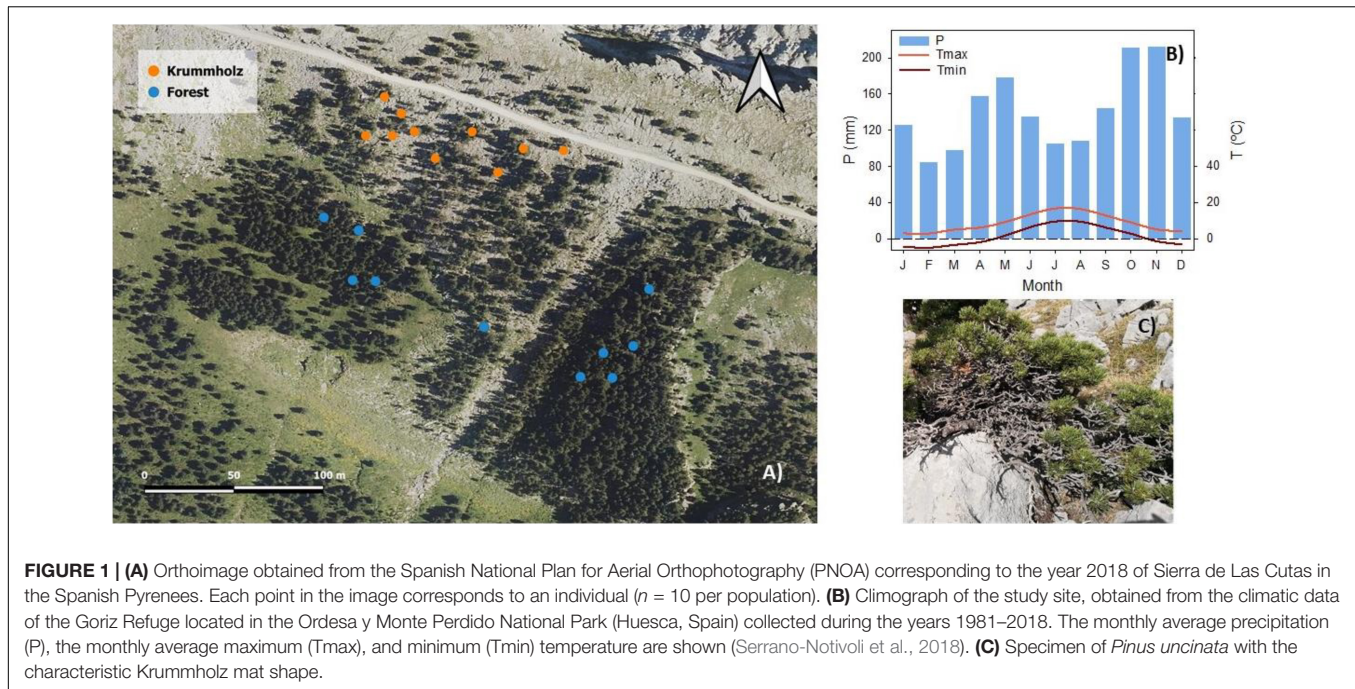 Krummholz
Forest
0 50 100 m
A)
P
Tmax
Tmin
B)
200
160
120
80
40
0
P (mm)
40
20
0
T (ºC)
J F M A M J J A S O N D
Month
C)
FIGURE 1 | (A) Orthoimage obtained from the Spanish National Plan for Aerial Orthophotography (PNOA) corresponding to the year 2018 of Sierra de Las Cutas in
the Spanish Pyrenees. Each point in the image corresponds to an individual (n = 10 per population). (B) Climograph of the study site, obtained from the climatic data
of the Goriz Refuge located in the Ordesa y Monte Perdido National Park (Huesca, Spain) collected during the years 1981–2018. The monthly average precipitation
(P), the monthly average maximum (Tmax), and minimum (Tmin) temperature are shown (Serrano-Notivoli et al., 2018). (C) Specimen of Pinus uncinata with the
characteristic Krummholz mat shape.